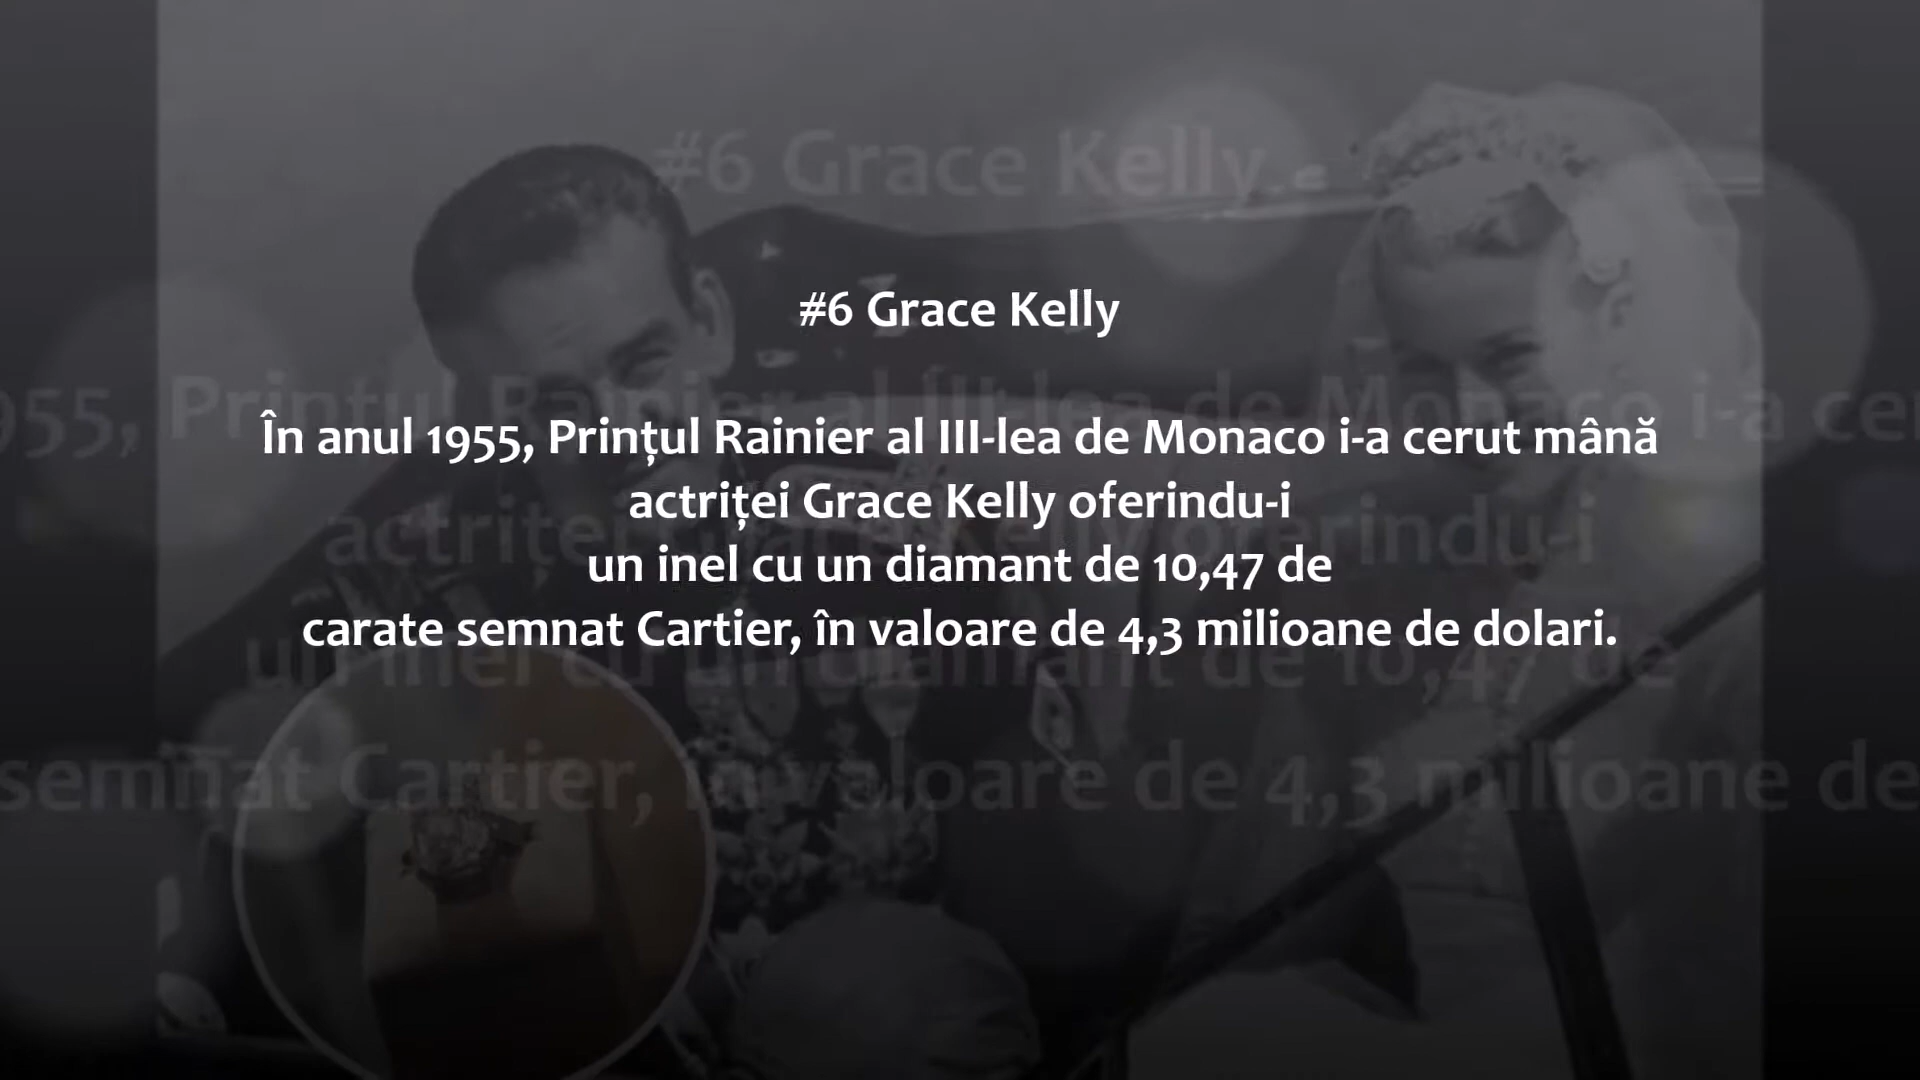 #6 Grace Kelly
În anul 1955, Prințul Rainier al III-lea de Monaco i-a cerut mână
actriței Grace Kelly oferindu-i
un inel cu un diamant de 10,47 de
carate semnat Cartier, în valoare de 4,3 milioane de dolari.